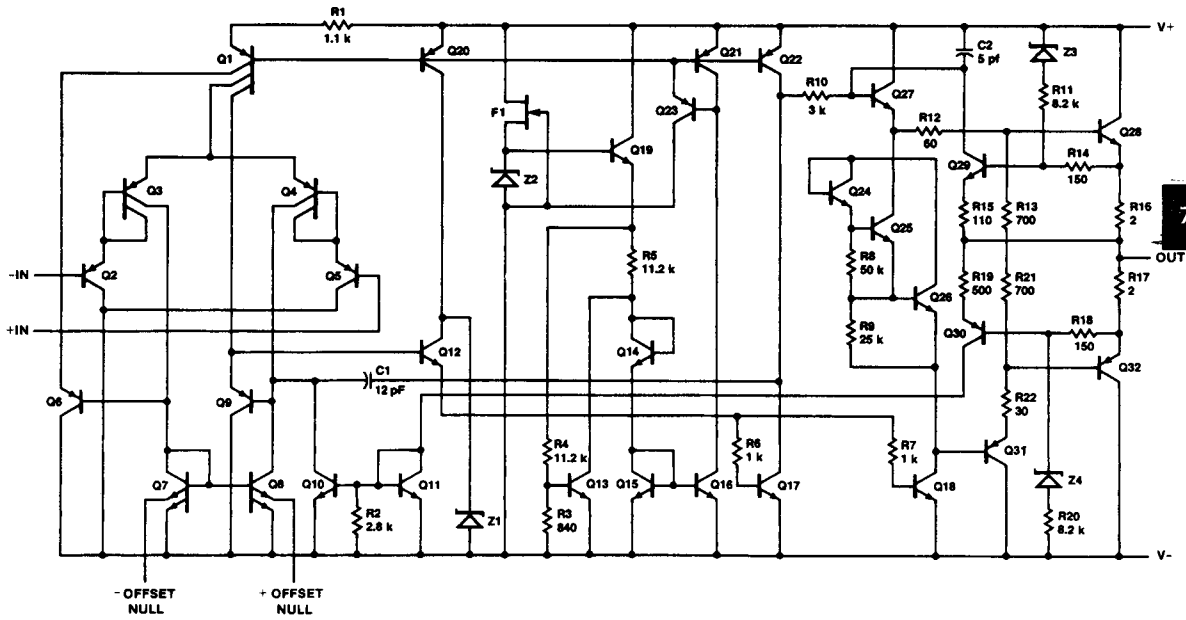 R1
1.1 k
V+
Q1
Q20
Q21
Q22
C2
5 pf
Z3
R10
3 k
Q27
R11
8.2 k
F1
Q23
R12
60
Q28
Q19
Q29
R14
150
Z2
Q3
Q4
Q24
R15
110
R13
700
R16
2
7
Q25
OUT
-IN
Q2
Q5
R5
11.2 k
R8
50 k
R19
500
R21
700
R17
2
Q26
+IN
Q12
Q14
R9
25 k
Q30
R18
150
C1
12 pF
Q32
Q6
Q9
R22
30
R4
11.2 k
R6
1 k
R7
1 k
Q31
Q7
Q8
Q10
Q11
Q13
Q15
Q16
Q17
Q18
Z4
R2
2.8 k
Z1
R3
840
R20
8.2 k
V-
- OFFSET
NULL
+ OFFSET
NULL